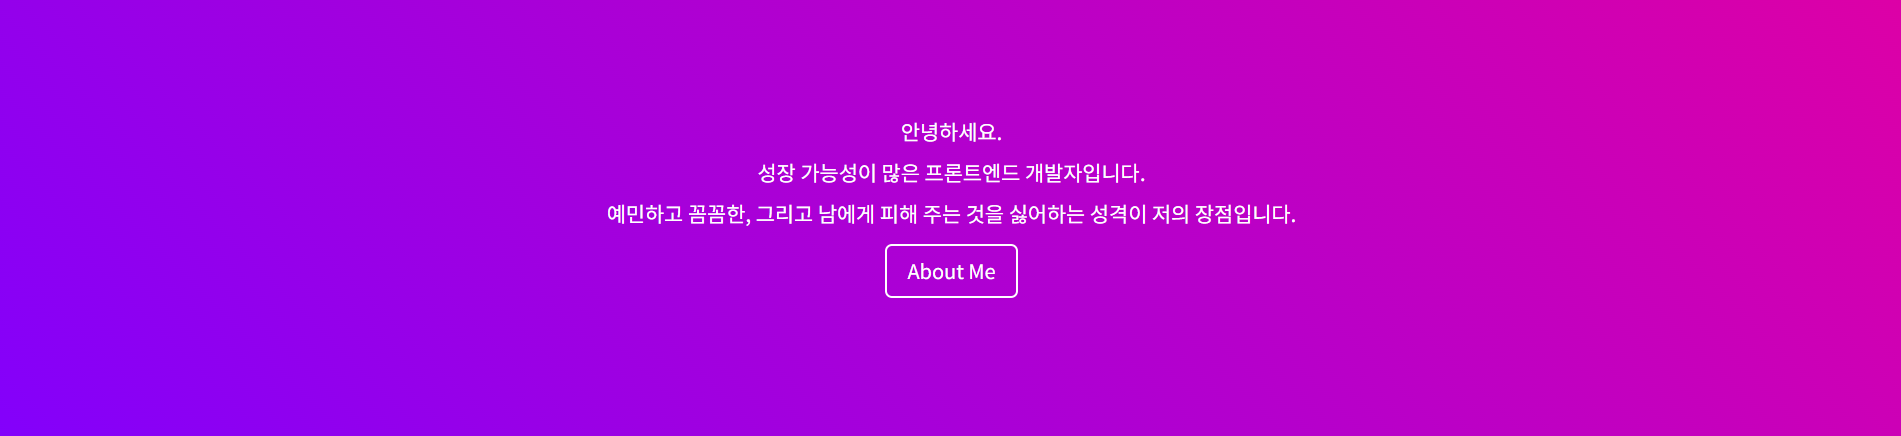 안녕하세요.
성장 가능성이 많은 프론트엔드 개발자입니다.
예민하고 꼼꼼한, 그리고 남에게 피해 주는 것을 싫어하는 성격이 저의 장점입니다.
About Me